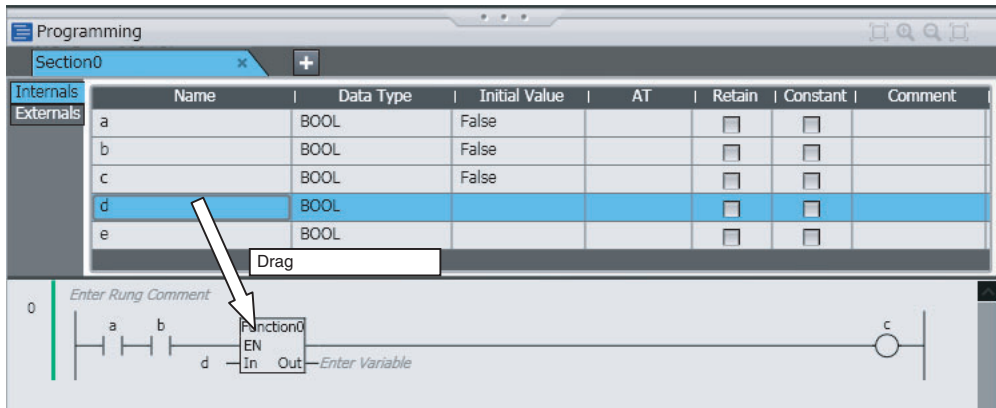 Programming
Section0
Internals
Externals
Name Data Type Initial Value AT Retain Constant Comment
a BOOL False
b BOOL False
c BOOL False
d BOOL
e BOOL
Drag
0 Enter Rung Comment
a b Function0 c
EN
d In Out Enter Variable